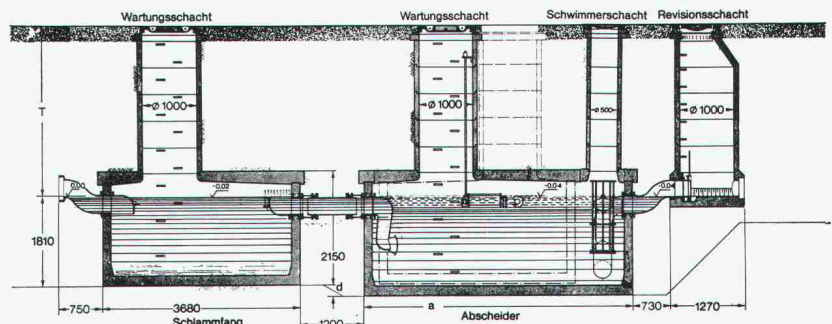 Wartungsschacht
Wartungsschacht
Schwimmerschacht
Revisionsschacht
T
Ø 1000
Ø 1000
Ø 500
Ø 1000
0,00
-0,02
-0,04
-0,04
1810
2150
d
750
3680
1200
a
730
1270
Schlammfang
Abscheider